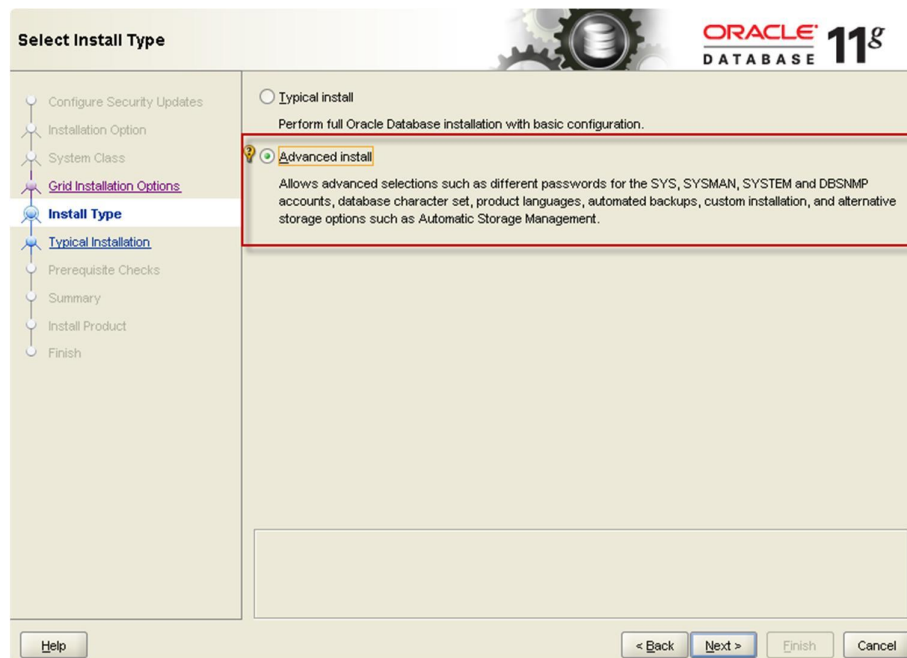 Select Install Type
ORACLE
DATABASE
11g
Configure Security Updates
Installation Option
System Class
Grid Installation Options
Install Type
Typical Installation
Prerequisite Checks
Summary
Install Product
Finish
Typical install
Perform full Oracle Database installation with basic configuration.
Advanced install
Allows advanced selections such as different passwords for the SYS, SYSMAN, SYSTEM and DBSNMP
accounts, database character set, product languages, automated backups, custom installation, and alternative
storage options such as Automatic Storage Management.
Help
< Back
Next >
Finish
Cancel